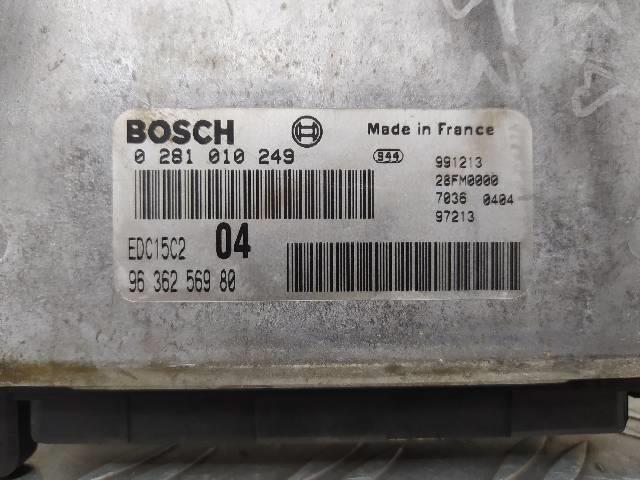 BOSCH
Made in France
0 281 010 249
S44
991213
28FM0000
7036 0404
97213
EDC15C2 04
96 362 569 80